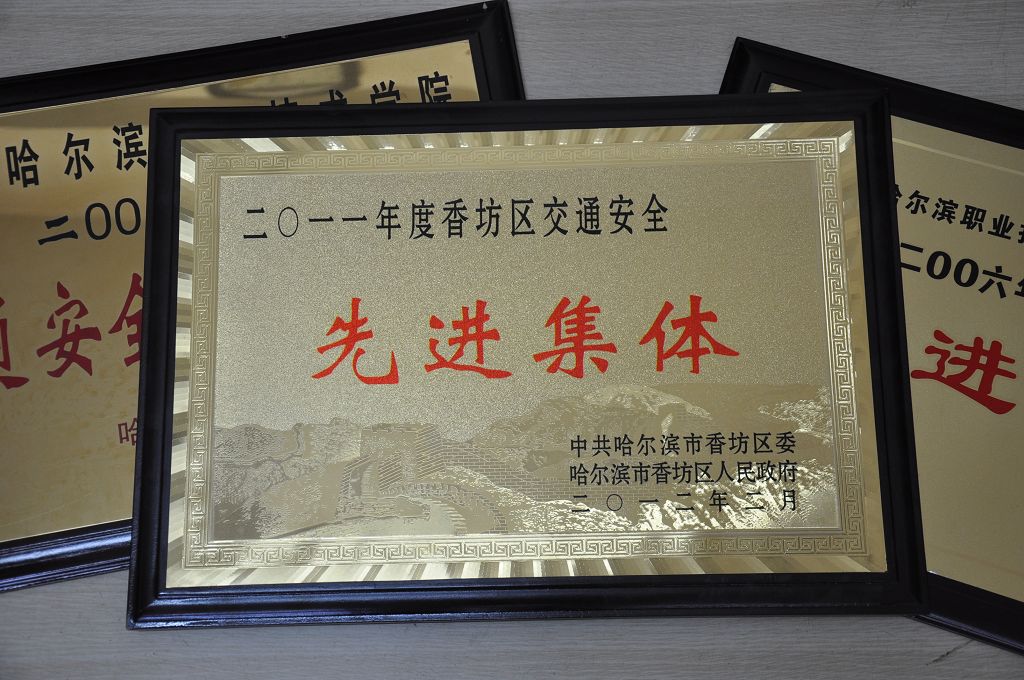 二〇一一年度香坊区交通安全
先进集体
中共哈尔滨市香坊区委
哈尔滨市香坊区人民政府
二〇一二年二月
哈尔滨
术学院
二00
安全
哈
尔滨职业
二00六年
进